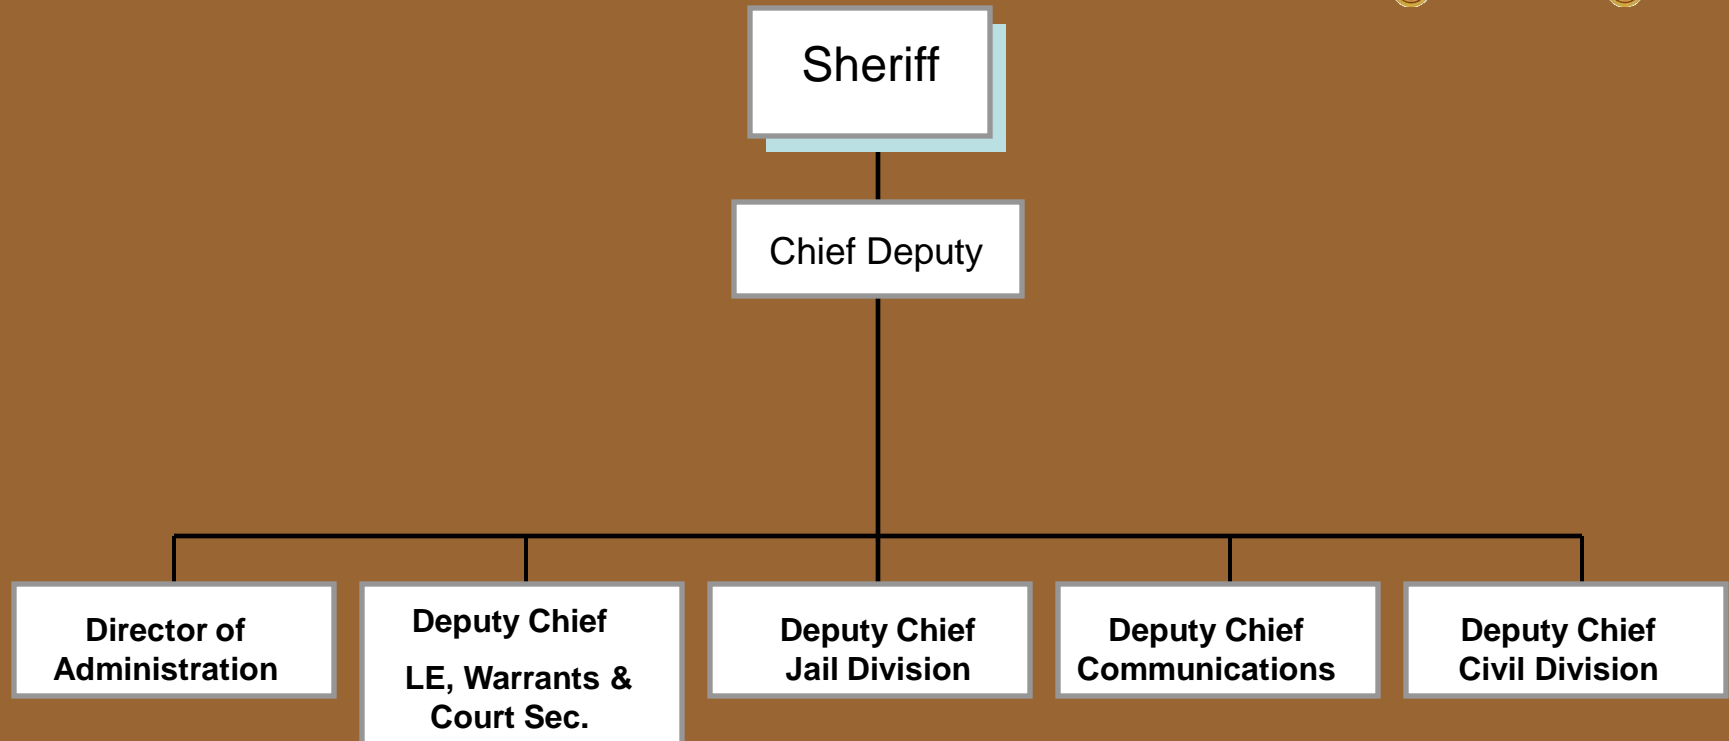 Sheriff
Chief Deputy
Director of
Administration
Deputy Chief
LE, Warrants &
Court Sec.
Deputy Chief
Jail Division
Deputy Chief
Communications
Deputy Chief
Civil Division